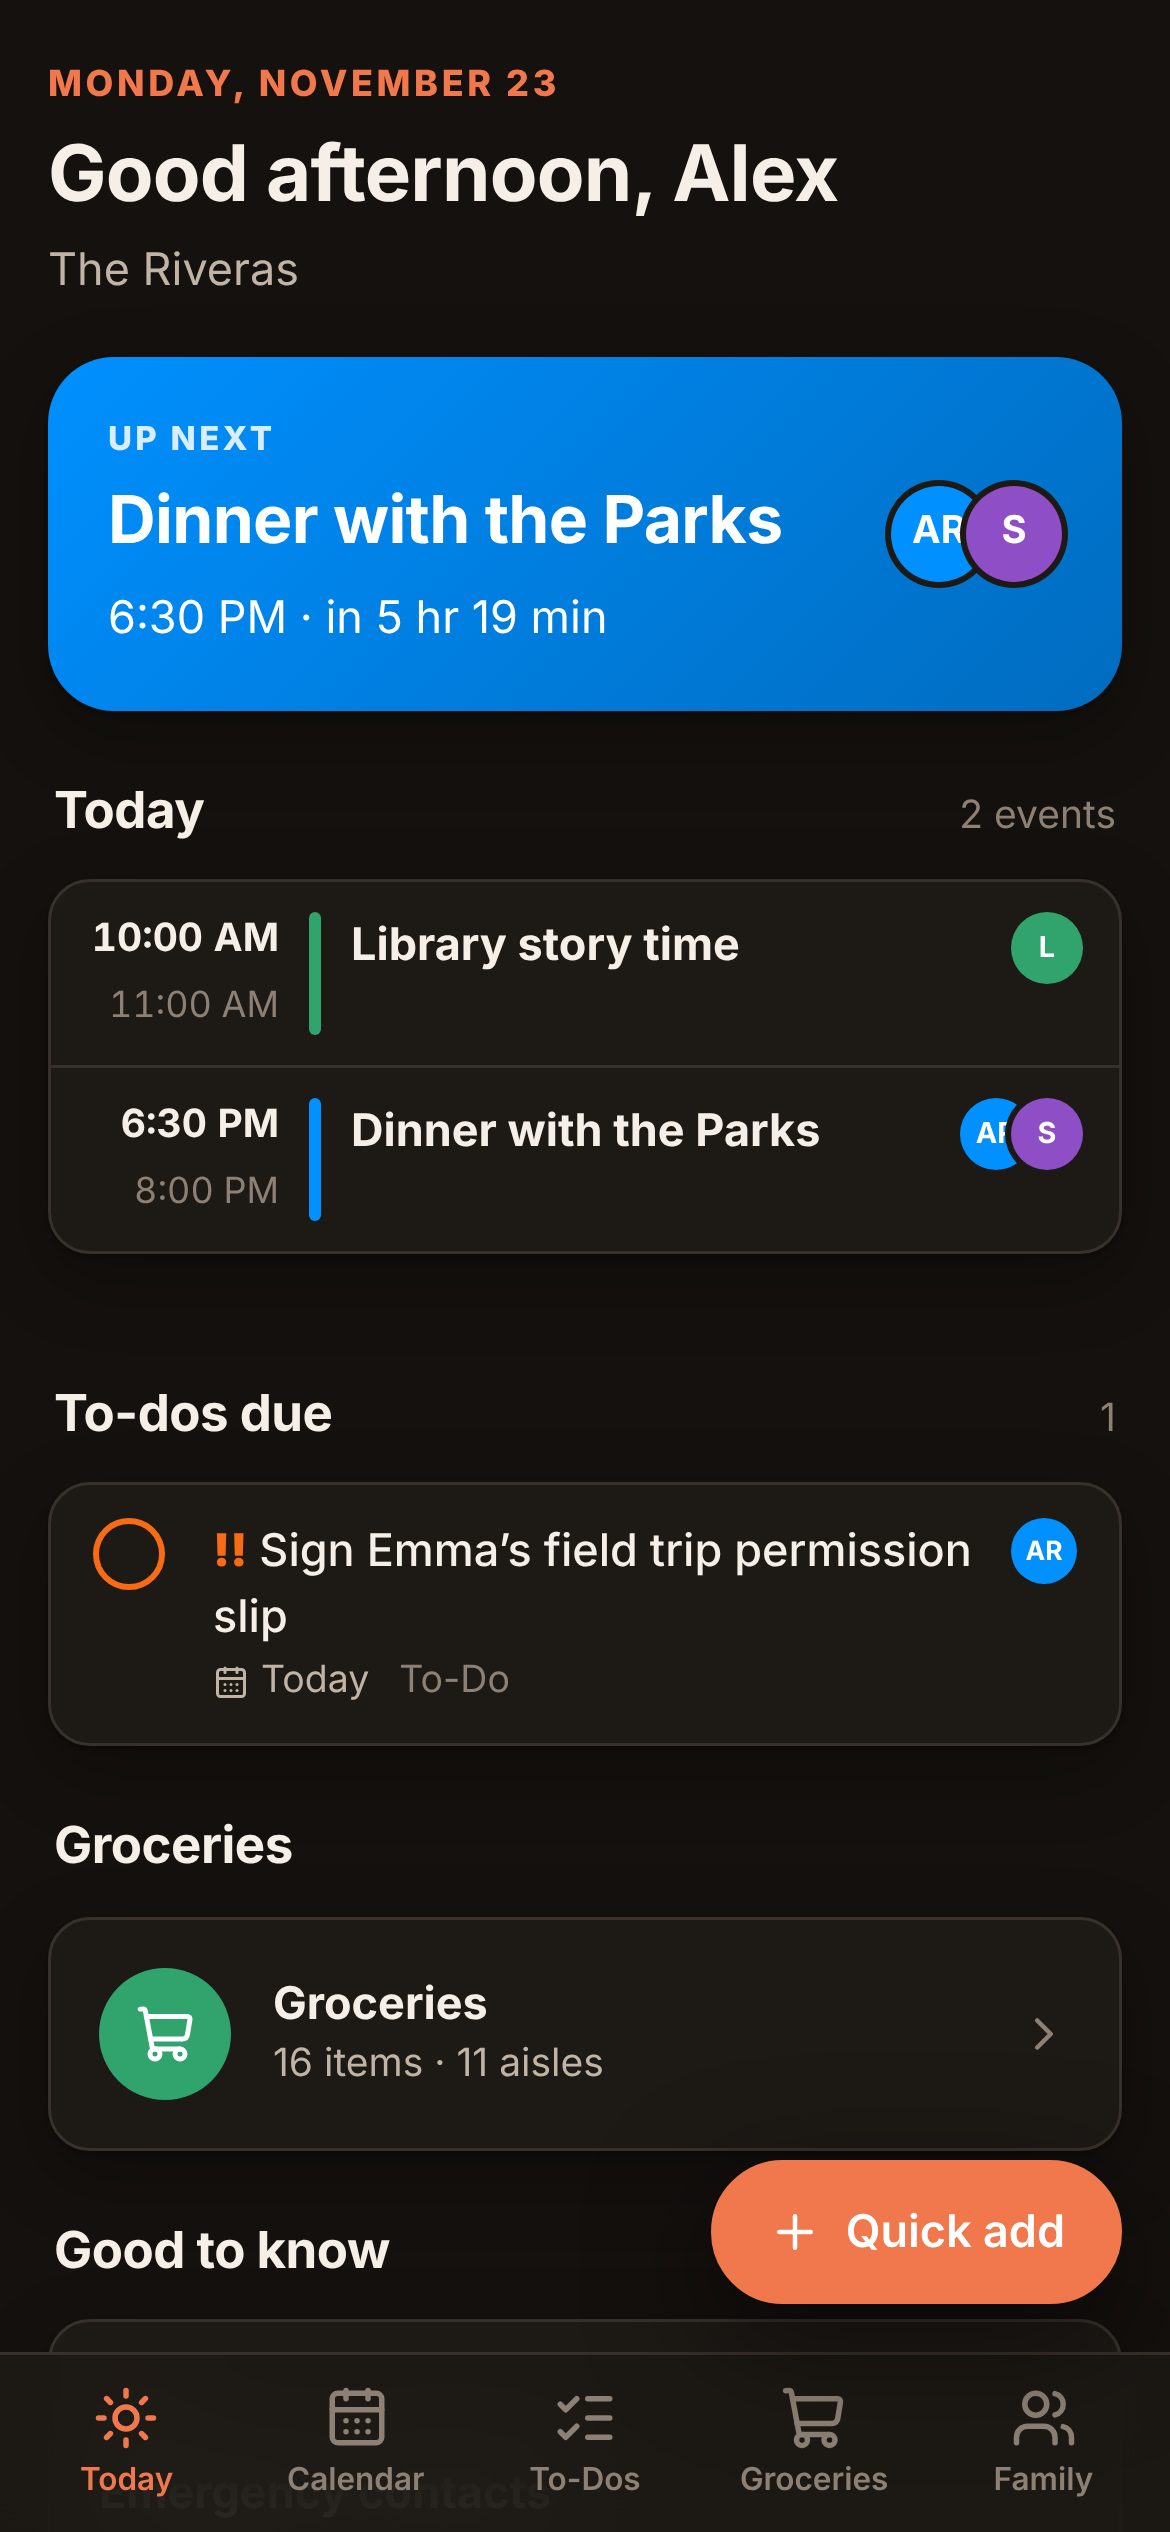 MONDAY, NOVEMBER 23
Good afternoon, Alex
The Riveras
UP NEXT
Dinner with the Parks
6:30 PM · in 5 hr 19 min
AR
S
Today
2 events
10:00 AM
11:00 AM
Library story time
L
6:30 PM
8:00 PM
Dinner with the Parks
AR
S
To-dos due
1
!! Sign Emma’s field trip permission
slip
AR
Today To-Do
Groceries
Groceries
16 items · 11 aisles
Good to know
Quick add
Emergency contacts
Today
Calendar
To-Dos
Groceries
Family